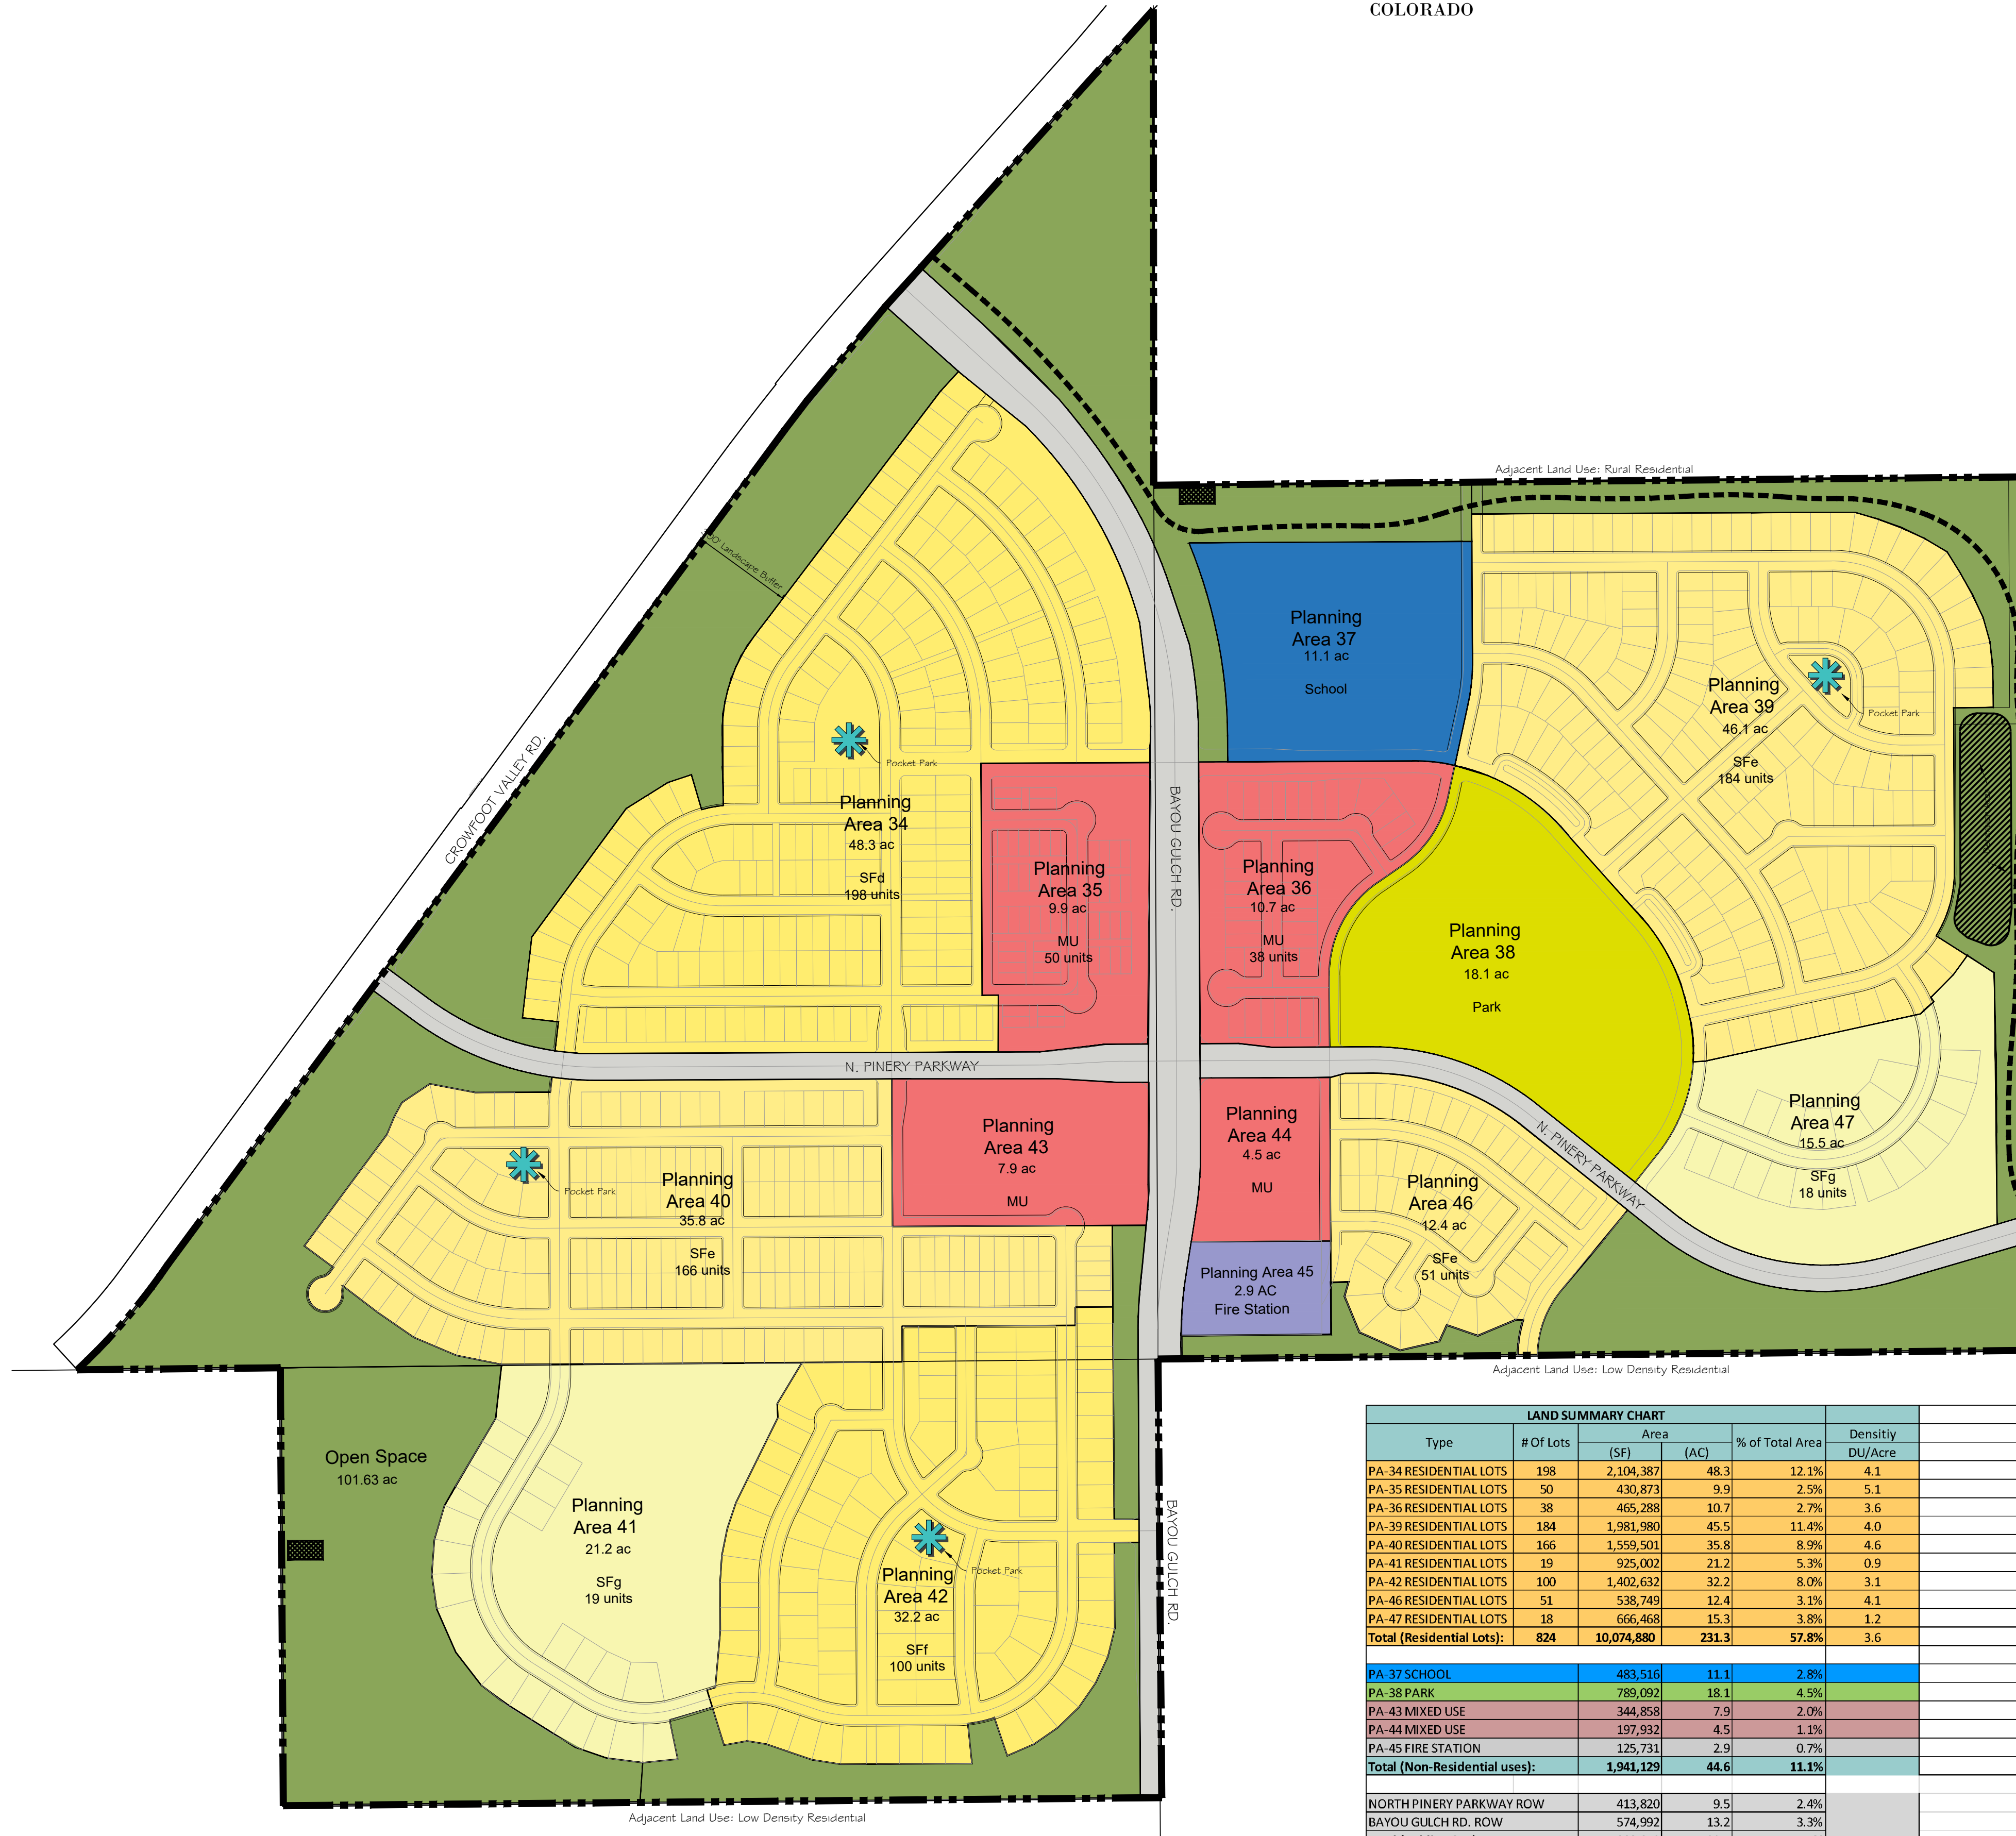 COLORADO
Adjacent Land Use: Rural Residential
Landscape Buffer
CROWFOOT VALLEY RD.
Planning
Area 37
11.1 ac
School
Planning
Area 39
46.1 ac
SFe
184 units
Pocket Park
Pocket Park
Planning
Area 34
48.3 ac
SFd
198 units
BAYOU GULCH RD.
Planning
Area 35
9.9 ac
MU
50 units
Planning
Area 36
10.7 ac
MU
38 units
Planning
Area 38
18.1 ac
Park
N. PINERY PARKWAY
Planning
Area 43
7.9 ac
MU
Planning
Area 44
4.5 ac
MU
N. PINERY PARKWAY
Planning
Area 47
15.5 ac
SFg
18 units
Planning
Area 46
12.4 ac
SFe
51 units
Pocket Park
Planning
Area 40
35.8 ac
SFe
166 units
Planning Area 45
2.9 AC
Fire Station
Adjacent Land Use: Low Density Residential
Open Space
101.63 ac
Planning
Area 41
21.2 ac
SFg
19 units
Pocket Park
Planning
Area 42
32.2 ac
SFf
100 units
BAYOU GULCH RD.
Adjacent Land Use: Low Density Residential
LAND SUMMARY CHART
Type # Of Lots Area % of Total Area Densitiy
(SF) (AC) DU/Acre
PA-34 RESIDENTIAL LOTS 198 2,104,387 48.3 12.1% 4.1
PA-35 RESIDENTIAL LOTS 50 430,873 9.9 2.5% 5.1
PA-36 RESIDENTIAL LOTS 38 465,288 10.7 2.7% 3.6
PA-39 RESIDENTIAL LOTS 184 1,981,980 45.5 11.4% 4.0
PA-40 RESIDENTIAL LOTS 166 1,559,501 35.8 8.9% 4.6
PA-41 RESIDENTIAL LOTS 19 925,002 21.2 5.3% 0.9
PA-42 RESIDENTIAL LOTS 100 1,402,632 32.2 8.0% 3.1
PA-46 RESIDENTIAL LOTS 51 538,749 12.4 3.1% 4.1
PA-47 RESIDENTIAL LOTS 18 666,468 15.3 3.8% 1.2
Total (Residential Lots): 824 10,074,880 231.3 57.8% 3.6
PA-37 SCHOOL 483,516 11.1 2.8%
PA-38 PARK 789,092 18.1 4.5%
PA-43 MIXED USE 344,858 7.9 2.0%
PA-44 MIXED USE 197,932 4.5 1.1%
PA-45 FIRE STATION 125,731 2.9 0.7%
Total (Non-Residential uses): 1,941,129 44.6 11.1%
NORTH PINERY PARKWAY ROW 413,820 9.5 2.4%
BAYOU GULCH RD. ROW 574,992 13.2 3.3%